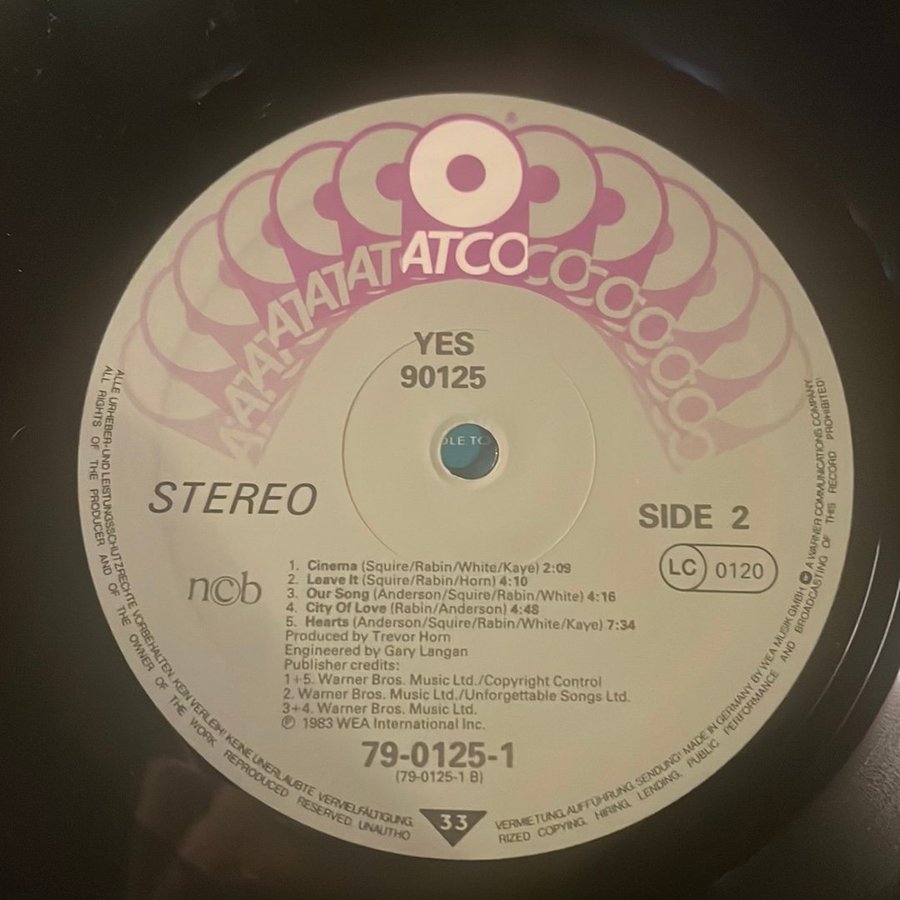 ATCO
YES
90125
OLE TO
STEREO
SIDE 2
LC 0120
ncb
1. Cinema (Squire/Rabin/White/Kaye) 2:09
2. Leave It (Squire/Rabin/Horn) 4:10
3. Our Song (Anderson/Squire/Rabin/White) 4:16
4. City Of Love (Rabin/Anderson) 4:48
5. Hearts (Anderson/Squire/Rabin/White/Kaye) 7:34
Produced by Trevor Horn
Engineered by Gary Langan
Publisher credits:
1+5. Warner Bros. Music Ltd./Copyright Control
2. Warner Bros. Music Ltd./Unforgettable Songs Ltd.
3+4. Warner Bros. Music Ltd.
℗ 1983 WEA International Inc.
79-0125-1
(79-0125-1 B)
33
ALLE URHEBER- UND LEISTUNGSSCHUTZRECHTE VORBEHALTEN. KEIN VERLEIH! KEINE UNERLAUBTE VERVIELFÄLTIGUNG, VERMIETUNG, AUFFÜHRUNG, SENDUNG! MADE IN GERMANY BY WEA MUSIK GMBH A WARNER COMMUNICATIONS COMPANY
ALL RIGHTS OF THE PRODUCER AND OF THE OWNER OF THE WORK REPRODUCED RESERVED. UNAUTHORIZED COPYING, HIRING, LENDING, PUBLIC PERFORMANCE AND BROADCASTING OF THIS RECORD PROHIBITED!